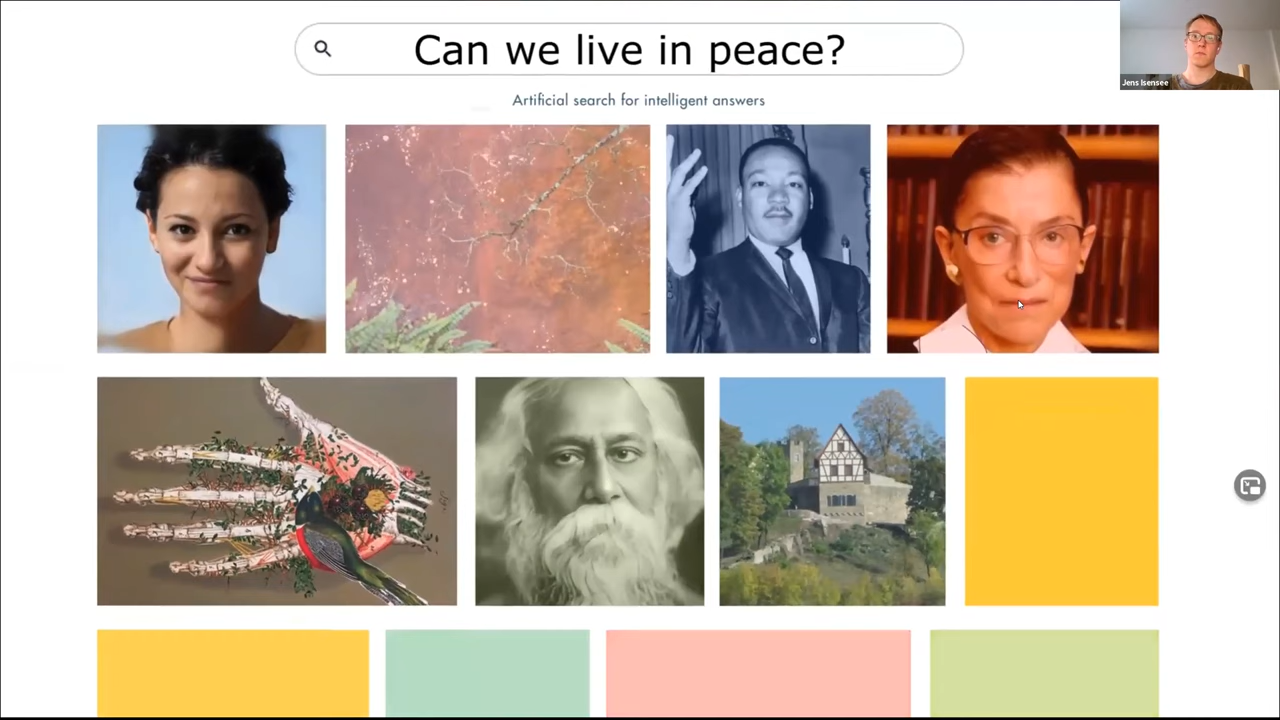 Can we live in peace?
Jens Isensee
Artificial search for intelligent answers